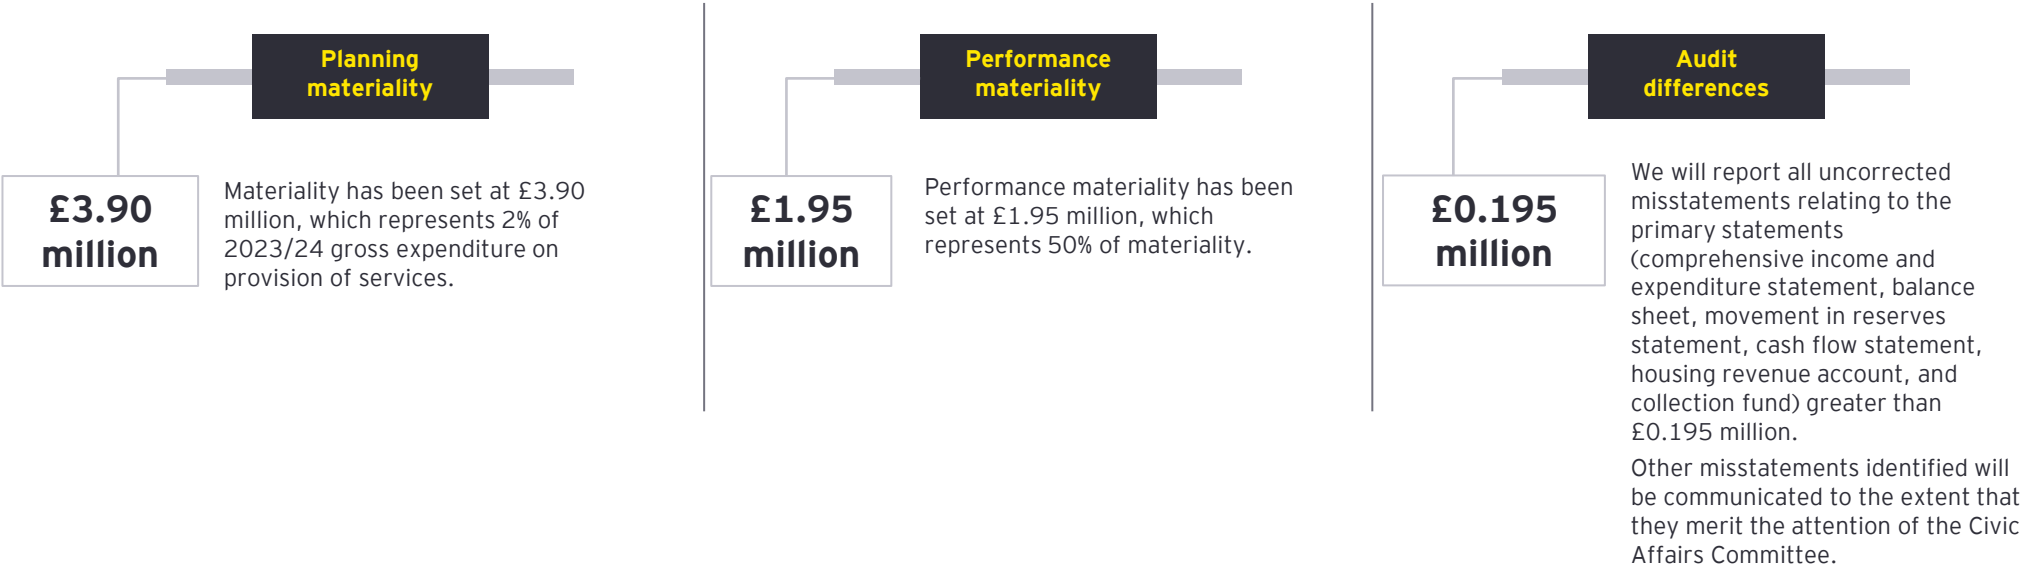 Planning
materiality
£3.90
million
Materiality has been set at £3.90
million, which represents 2% of
2023/24 gross expenditure on
provision of services.
Performance
materiality
£1.95
million
Performance materiality has been
set at £1.95 million, which
represents 50% of materiality.
Audit
differences
£0.195
million
We will report all uncorrected
misstatements relating to the
primary statements
(comprehensive income and
expenditure statement, balance
sheet, movement in reserves
statement, cash flow statement,
housing revenue account, and
collection fund) greater than
£0.195 million.
Other misstatements identified will
be communicated to the extent that
they merit the attention of the Civic
Affairs Committee.